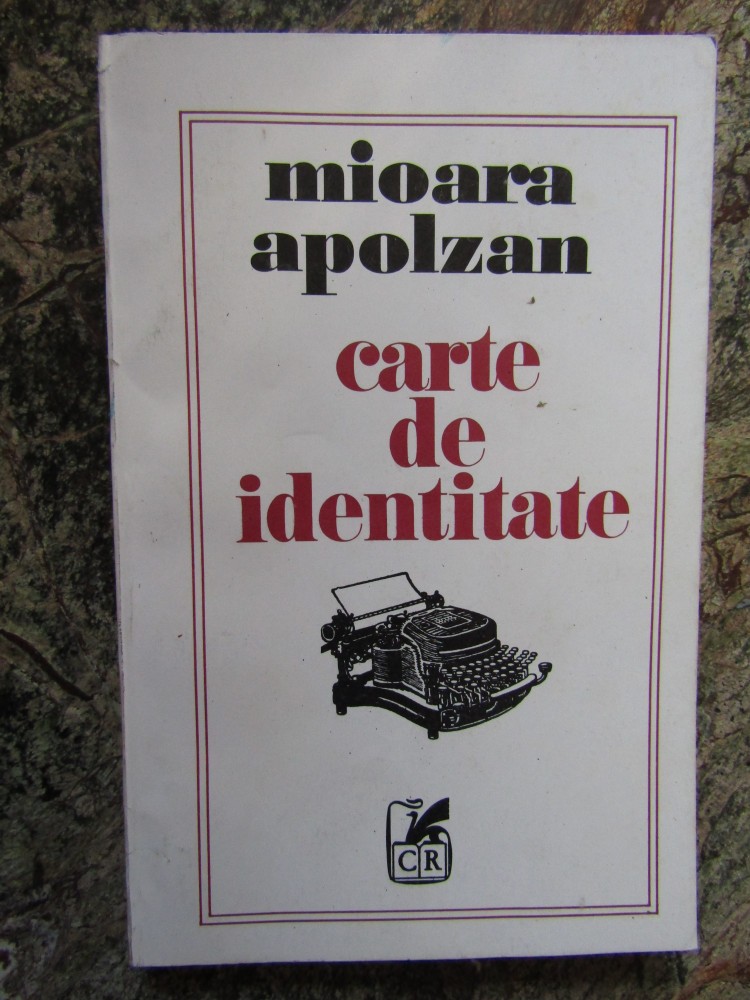 mioara
apolzan
carte
de
identitate
CR